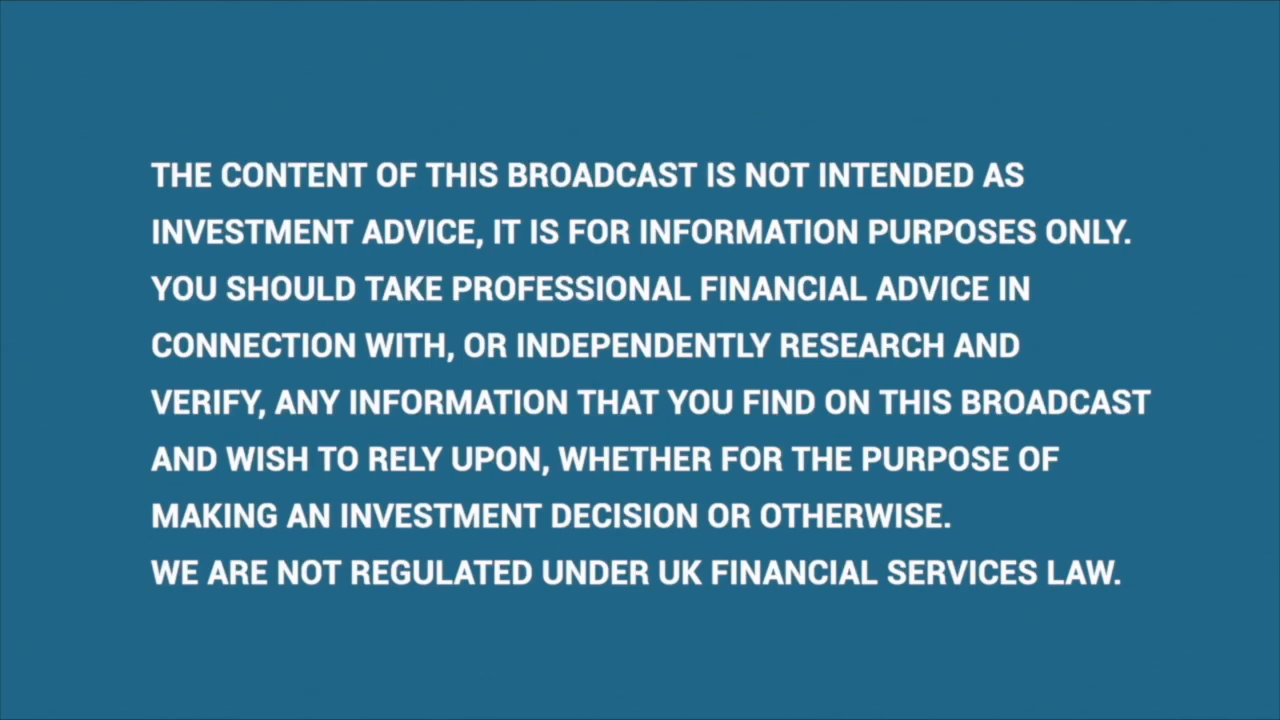 THE CONTENT OF THIS BROADCAST IS NOT INTENDED AS
INVESTMENT ADVICE, IT IS FOR INFORMATION PURPOSES ONLY.
YOU SHOULD TAKE PROFESSIONAL FINANCIAL ADVICE IN
CONNECTION WITH, OR INDEPENDENTLY RESEARCH AND
VERIFY, ANY INFORMATION THAT YOU FIND ON THIS BROADCAST
AND WISH TO RELY UPON, WHETHER FOR THE PURPOSE OF
MAKING AN INVESTMENT DECISION OR OTHERWISE.
WE ARE NOT REGULATED UNDER UK FINANCIAL SERVICES LAW.